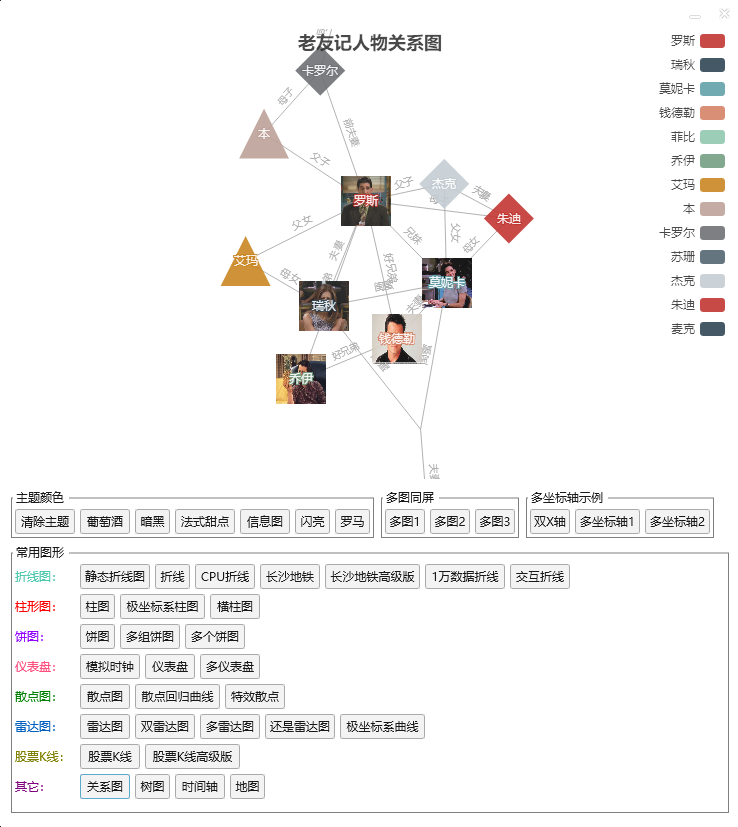 老友记人物关系图
卡罗尔
母子
前夫妻
本
父子
罗斯
父子
杰克
夫妻
朱迪
父女
兄妹
父女
母女
艾玛
母女
夫妻
好兄弟
瑞秋
莫妮卡
夫妻
钱德勒
好兄弟
乔伊
罗斯
瑞秋
莫妮卡
钱德勒
菲比
乔伊
艾玛
本
卡罗尔
苏珊
杰克
朱迪
麦克
主题颜色
清除主题 葡萄酒 暗黑 法式甜点 信息图 闪亮 罗马
多图同屏
多图1 多图2 多图3
多坐标轴示例
双X轴 多坐标轴1 多坐标轴2
常用图形
折线图: 静态折线图 折线 CPU折线 长沙地铁 长沙地铁高级版 1万数据折线 交互折线
柱形图: 柱图 极坐标系柱图 横柱图
饼图: 饼图 多组饼图 多个饼图
仪表盘: 模拟时钟 仪表盘 多仪表盘
散点图: 散点图 散点回归曲线 特效散点
雷达图: 雷达图 双雷达图 多雷达图 还是雷达图 极坐标系曲线
股票K线: 股票K线 股票K线高级版
其它: 关系图 树图 时间轴 地图